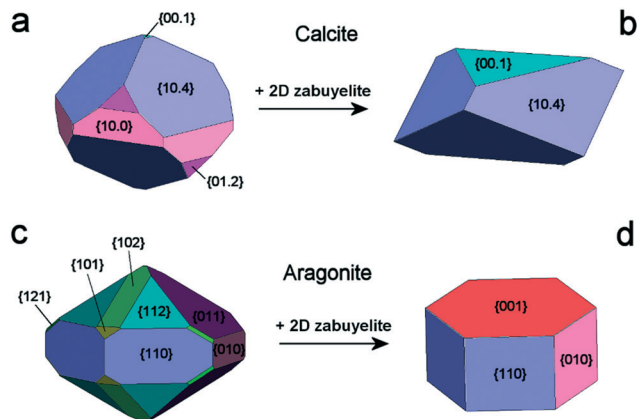 a
{00.1}
{10.4}
{10.0}
{01.2}
Calcite
+ 2D zabuyelite
b
{00.1}
{10.4}
c
{102}
{101}
{121}
{112}
{011}
{110}
{010}
Aragonite
+ 2D zabuyelite
d
{001}
{110}
{010}